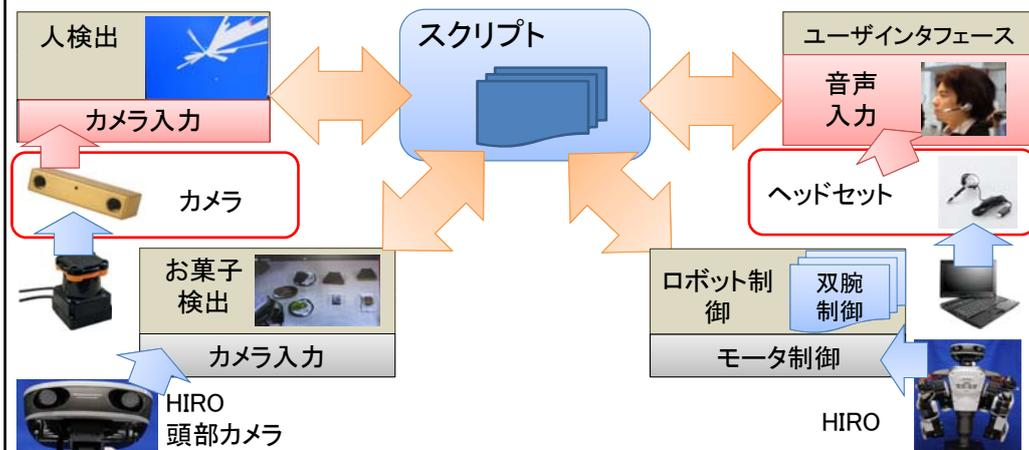 人検出
カメラ入力
カメラ
スクリプト
ユーザインタフェース
音声
入力
ヘッドセット
お菓子
検出
カメラ入力
HIRO
頭部カメラ
ロボット制
御
双腕
制御
モータ制御
HIRO